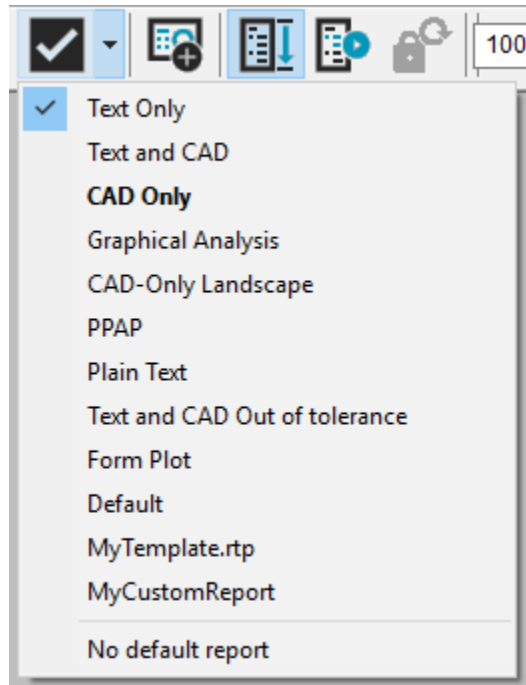 100
Text Only
Text and CAD
CAD Only
Graphical Analysis
CAD-Only Landscape
PPAP
Plain Text
Text and CAD Out of tolerance
Form Plot
Default
MyTemplate.rtp
MyCustomReport
No default report